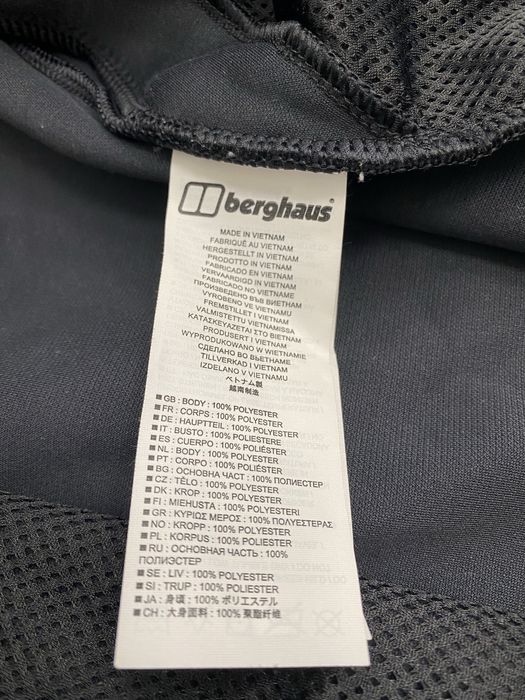 berghaus®
MADE IN VIETNAM
FABRIQUÉ AU VIETNAM
HERGESTELLT IN VIETNAM
PRODOTTO IN VIETNAM
FABRICADO EN VIETNAM
VERVAARDIGD IN VIETNAM
FABRICADO NO VIETNAME
ПРОИЗВЕДЕНО ВЪВ ВИЕТНАМ
VYROBENO VE VIETNAMU
FREMSTILLET I VIETNAM
VALMISTETTU VIETNAMISSA
ΚΑΤΑΣΚΕΥΑΖΕΤΑΙ ΣΤΟ ΒΙΕΤΝΑΜ
PRODUSERT I VIETNAM
WYPRODUKOWANO W WIETNAMIE
СДЕЛАНО ВО ВЬЕТНАМЕ
TILLVERKAD I VIETNAM
IZDELANO V VIETNAMU
ベトナム製
越南制造
■ GB : BODY : 100% POLYESTER
■ FR : CORPS : 100% POLYESTER
■ DE : HAUPTTEIL : 100% POLYESTER
■ IT : BUSTO : 100% POLIESTERE
■ ES : CUERPO : 100% POLIÉSTER
■ NL : BODY : 100% POLYESTER
■ PT : CORPO : 100% POLIÉSTER
■ BG : ОСНОВНА ЧАСТ : 100% ПОЛИЕСТЕР
■ CZ : TĚLO : 100% POLYESTER
■ DK : KROP : 100% POLYESTER
■ FI : MIEHUSTA : 100% POLYESTERI
■ GR : ΚΥΡΙΩΣ ΜΕΡΟΣ : 100% ΠΟΛΥΕΣΤΕΡΑΣ
■ NO : KROPP : 100% POLYESTER
■ PL : KORPUS : 100% POLIESTER
■ RU : ОСНОВНАЯ ЧАСТЬ : 100%
ПОЛИЭСТЕР
■ SE : LIV : 100% POLYESTER
■ SI : TRUP : 100% POLIESTER
■ JA : 身頃 : 100% ポリエステル
■ CH : 大身面料 : 100% 聚酯纤维